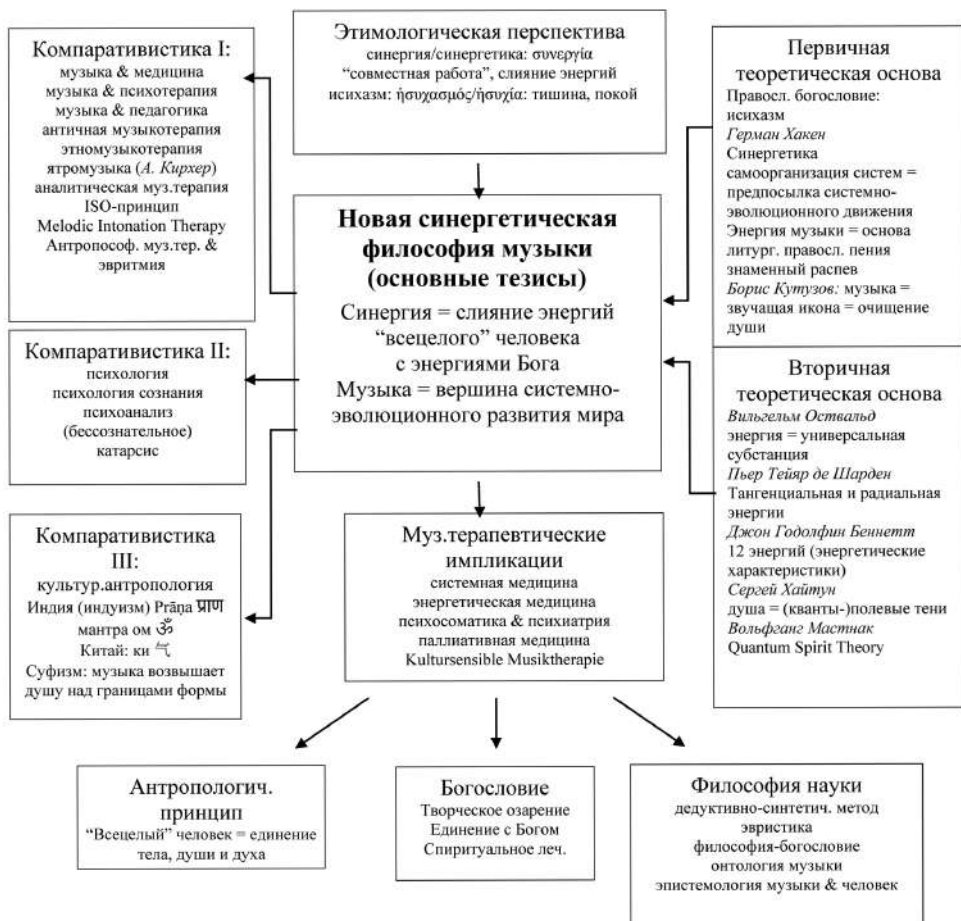 Компаративистика I:
музыка & медицина
музыка & психотерапия
музыка & педагогика
античная музыкотерапия
этномузыкотерапия
ятромузыка (А. Кирхер)
аналитическая муз.терапия
ISO-принцип
Melodic Intonation Therapy
Антропософ. муз.тер. &
эвритмия
Этимологическая перспектива
синергия/синергетика: συνεργία
“совместная работа”, слияние энергий
исихазм: ἡσυχασμός/ἡσυχία: тишина, покой
Первичная
теоретическая основа
Правосл. богословие:
исихазм
Герман Хакен
Синергетика
самоорганизация систем =
предпосылка системно-
эволюционного движения
Энергия музыки = основа
литург. правосл. пения
знаменный распев
Борис Кутузов: музыка =
звучащая икона = очищение
души
Новая синергетическая
философия музыки
(основные тезисы)
Синергия = слияние энергий
“всецелого” человека
с энергиями Бога
Музыка = вершина системно-
эволюционного развития мира
Компаративистика II:
психология
психология сознания
психоанализ
(бессознательное)
катарсис
Вторичная
теоретическая основа
Вильгельм Оствальд
энергия = универсальная
субстанция
Пьер Тейяр де Шарден
Тангенциальная и радиальная
энергии
Джон Годолфин Беннетт
12 энергий (энергетические
характеристики)
Сергей Хайтун
душа = (кванты-)полевые тени
Вольфганг Мастнак
Quantum Spirit Theory
Компаративистика
III:
культур.антропология
Индия (индуизм) Prāṇa प्राण
мантра ом ॐ
Китай: ки 气
Суфизм: музыка возвышает
душу над границами формы
Муз.терапевтические
импликации
системная медицина
энергетическая медицина
психосоматика & психиатрия
паллиативная медицина
Kultursensible Musiktherapie
Антропологич.
принцип
“Всецелый” человек = единение
тела, души и духа
Богословие
Творческое озарение
Единение с Богом
Спиритуальное леч.
Философия науки
дедуктивно-синтетич. метод
эвристика
философия-богословие
онтология музыки
эпистемология музыки & человек